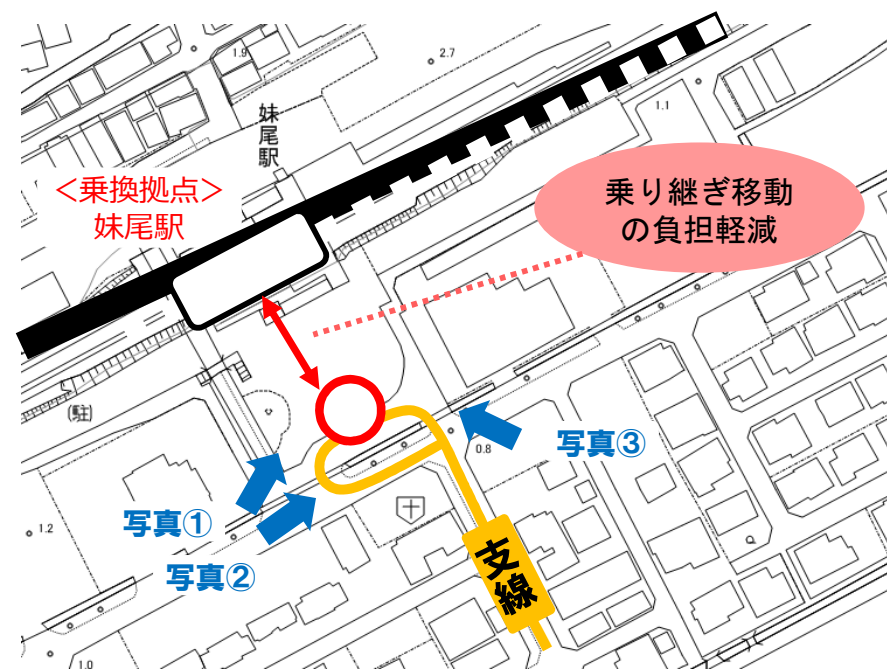 1.9
2.7
妹尾駅
1.1
＜乗換拠点＞
妹尾駅
乗り継ぎ移動
の負担軽減
(駐)
写真③
0.8
1.2
写真①
写真②
支線
1.0